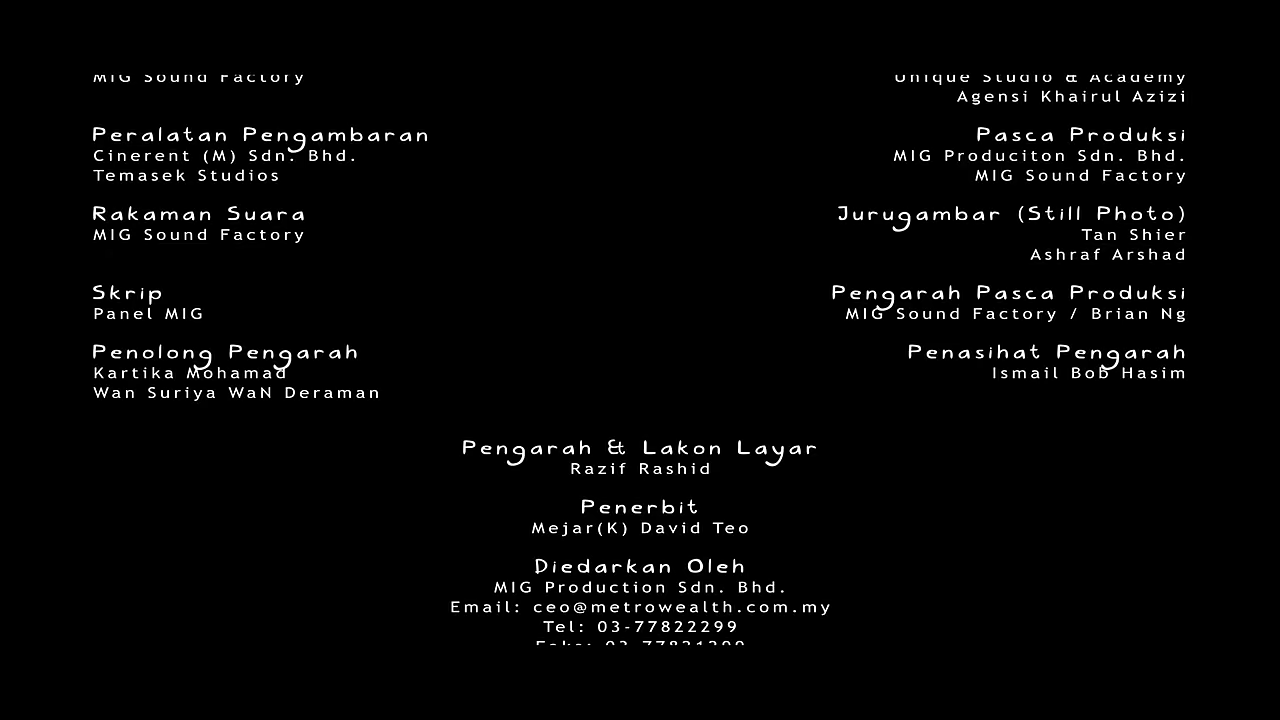 MIG Sound Factory
Peralatan Pengambaran
Cinerent (M) Sdn. Bhd.
Temasek Studios
Rakaman Suara
MIG Sound Factory
Skrip
Panel MIG
Penolong Pengarah
Kartika Mohamad
Wan Suriya WaN Deraman
Unique Studio & Academy
Agensi Khairul Azizi
Pasca Produksi
MIG Produciton Sdn. Bhd.
MIG Sound Factory
Jurugambar (Still Photo)
Tan Shier
Ashraf Arshad
Pengarah Pasca Produksi
MIG Sound Factory / Brian Ng
Penasihat Pengarah
Ismail Bob Hasim
Pengarah & Lakon Layar
Razif Rashid
Penerbit
Mejar(K) David Teo
Diedarkan Oleh
MIG Production Sdn. Bhd.
Email: ceo@metrowealth.com.my
Tel: 03-77822299